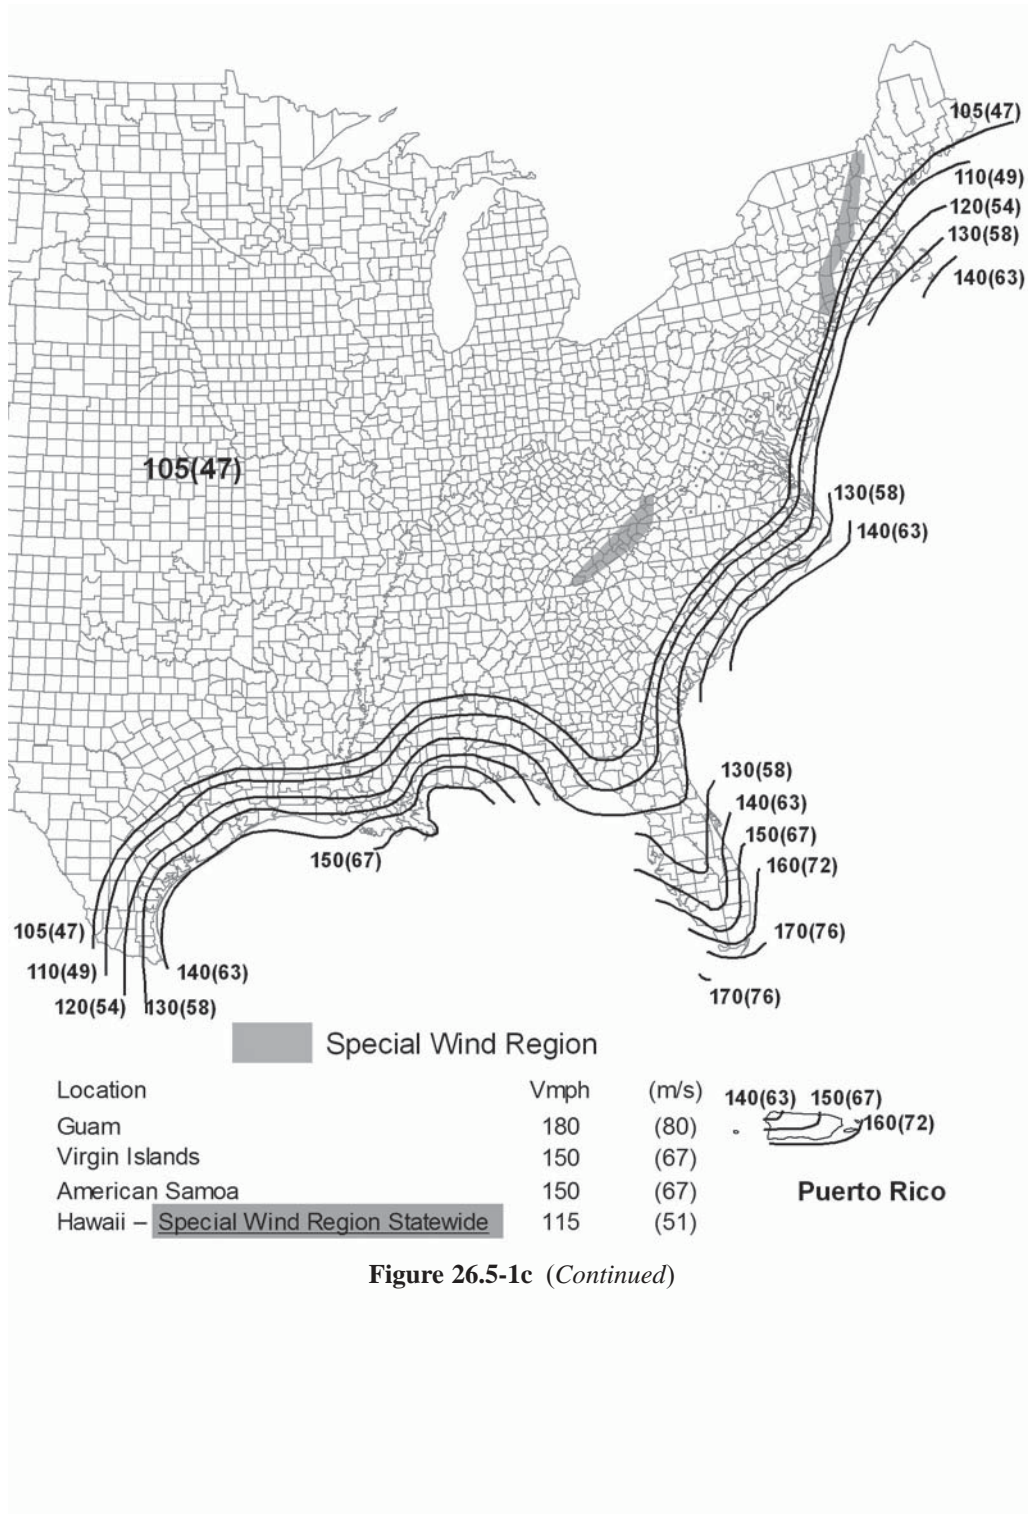 105(47)
110(49)
120(54)
130(58)
140(63)
105(47)
130(58)
140(63)
130(58)
140(63)
150(67)
160(72)
150(67)
105(47)
170(76)
110(49)
140(63)
120(54)
130(58)
170(76)
Special Wind Region
Location Vmph (m/s)
Guam 180 (80)
Virgin Islands 150 (67)
American Samoa 150 (67)
Hawaii – Special Wind Region Statewide 115 (51)
140(63) 150(67)
160(72)
Puerto Rico
Figure 26.5-1c (Continued)